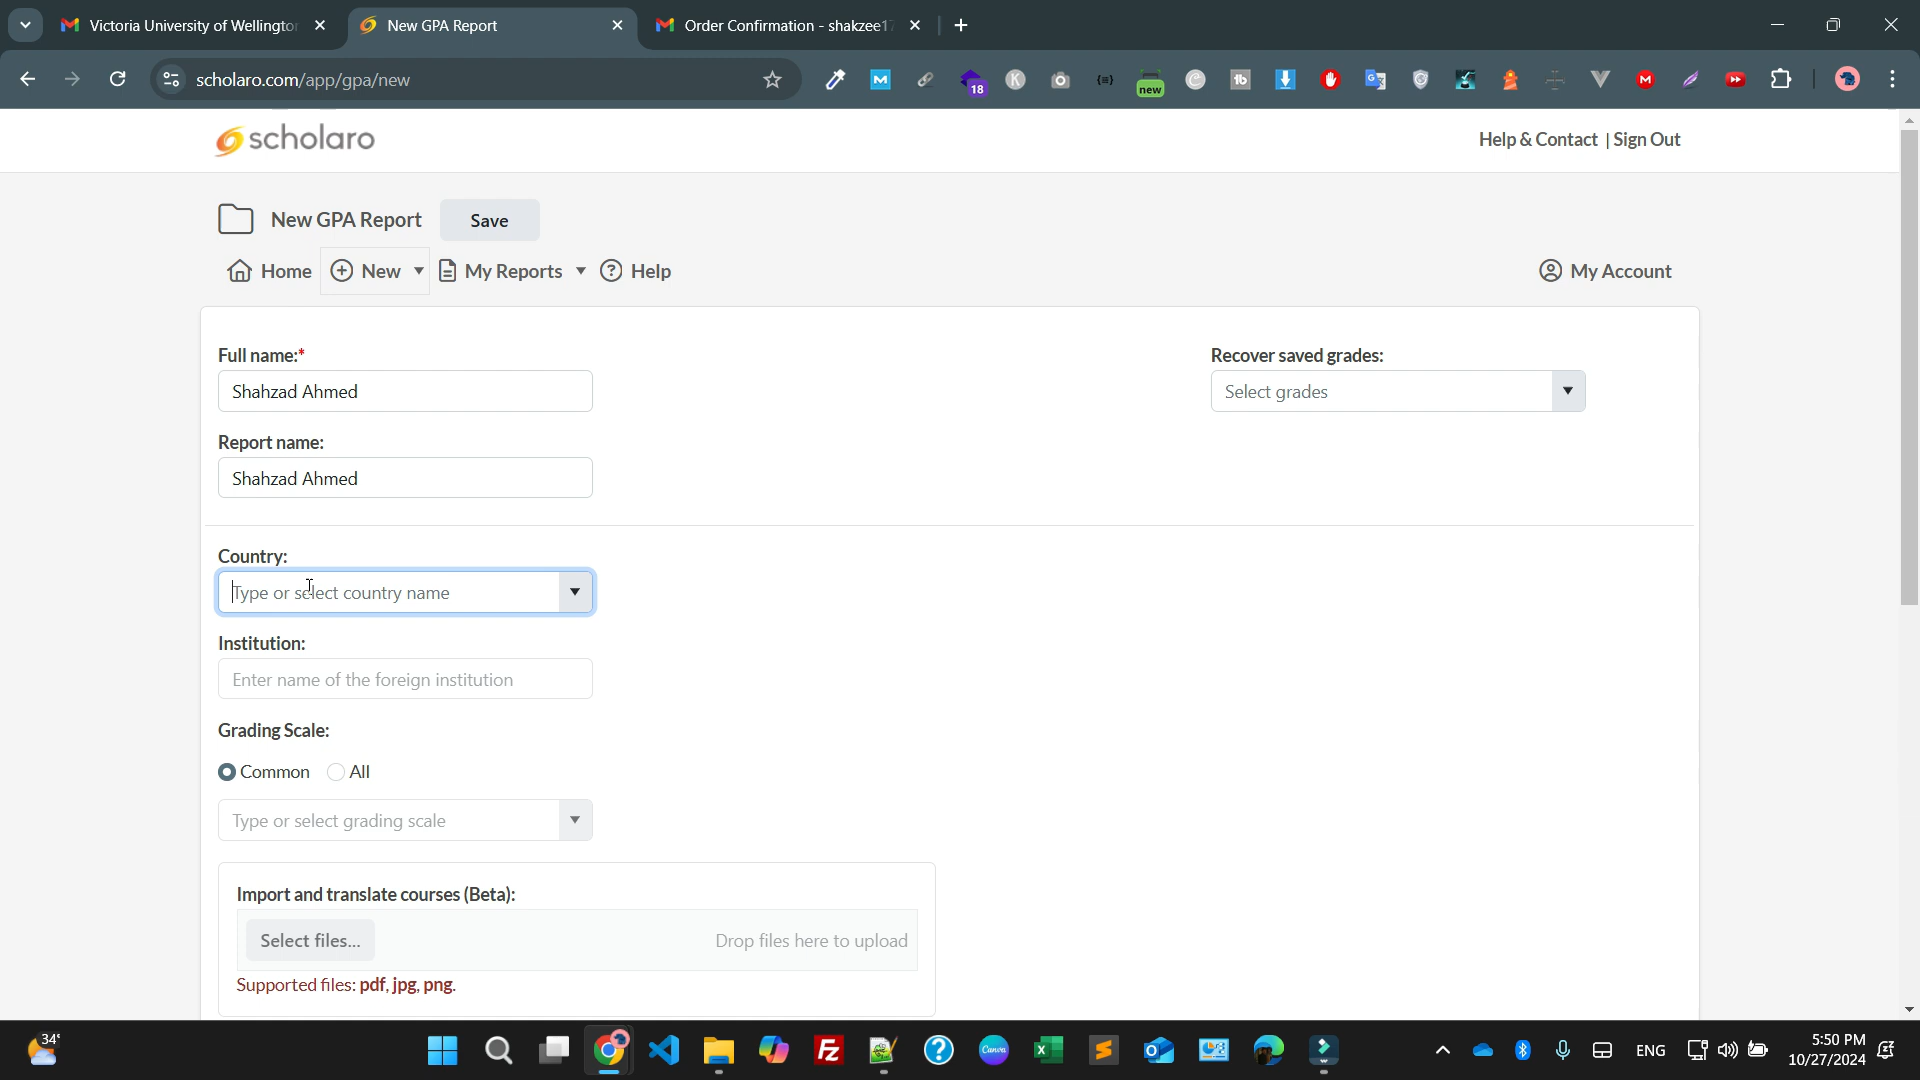 Victoria University of Wellingto
New GPA Report
Order Confirmation - shakzee1
scholaro.com/app/gpa/new
18
new
scholaro
Help & Contact | Sign Out
New GPA Report
Save
Home
New
My Reports
Help
My Account
Full name:*
Recover saved grades:
Shahzad Ahmed
Select grades
Report name:
Shahzad Ahmed
Country:
Type or select country name
Institution:
Enter name of the foreign institution
Grading Scale:
Common
All
Type or select grading scale
Import and translate courses (Beta):
Select files...
Drop files here to upload
Supported files: pdf, jpg, png.
34°
ENG
5:50 PM
10/27/2024